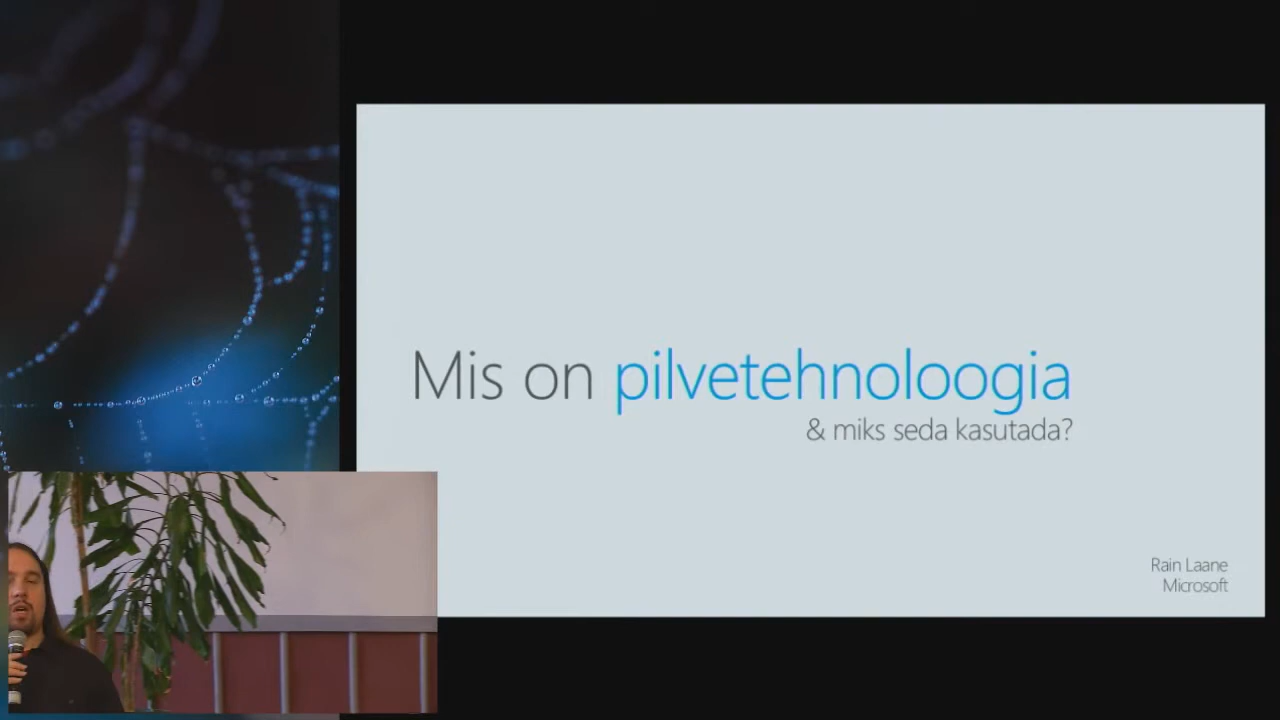 Mis on pilvetehnoloogia
& miks seda kasutada?
Rain Laane
Microsoft